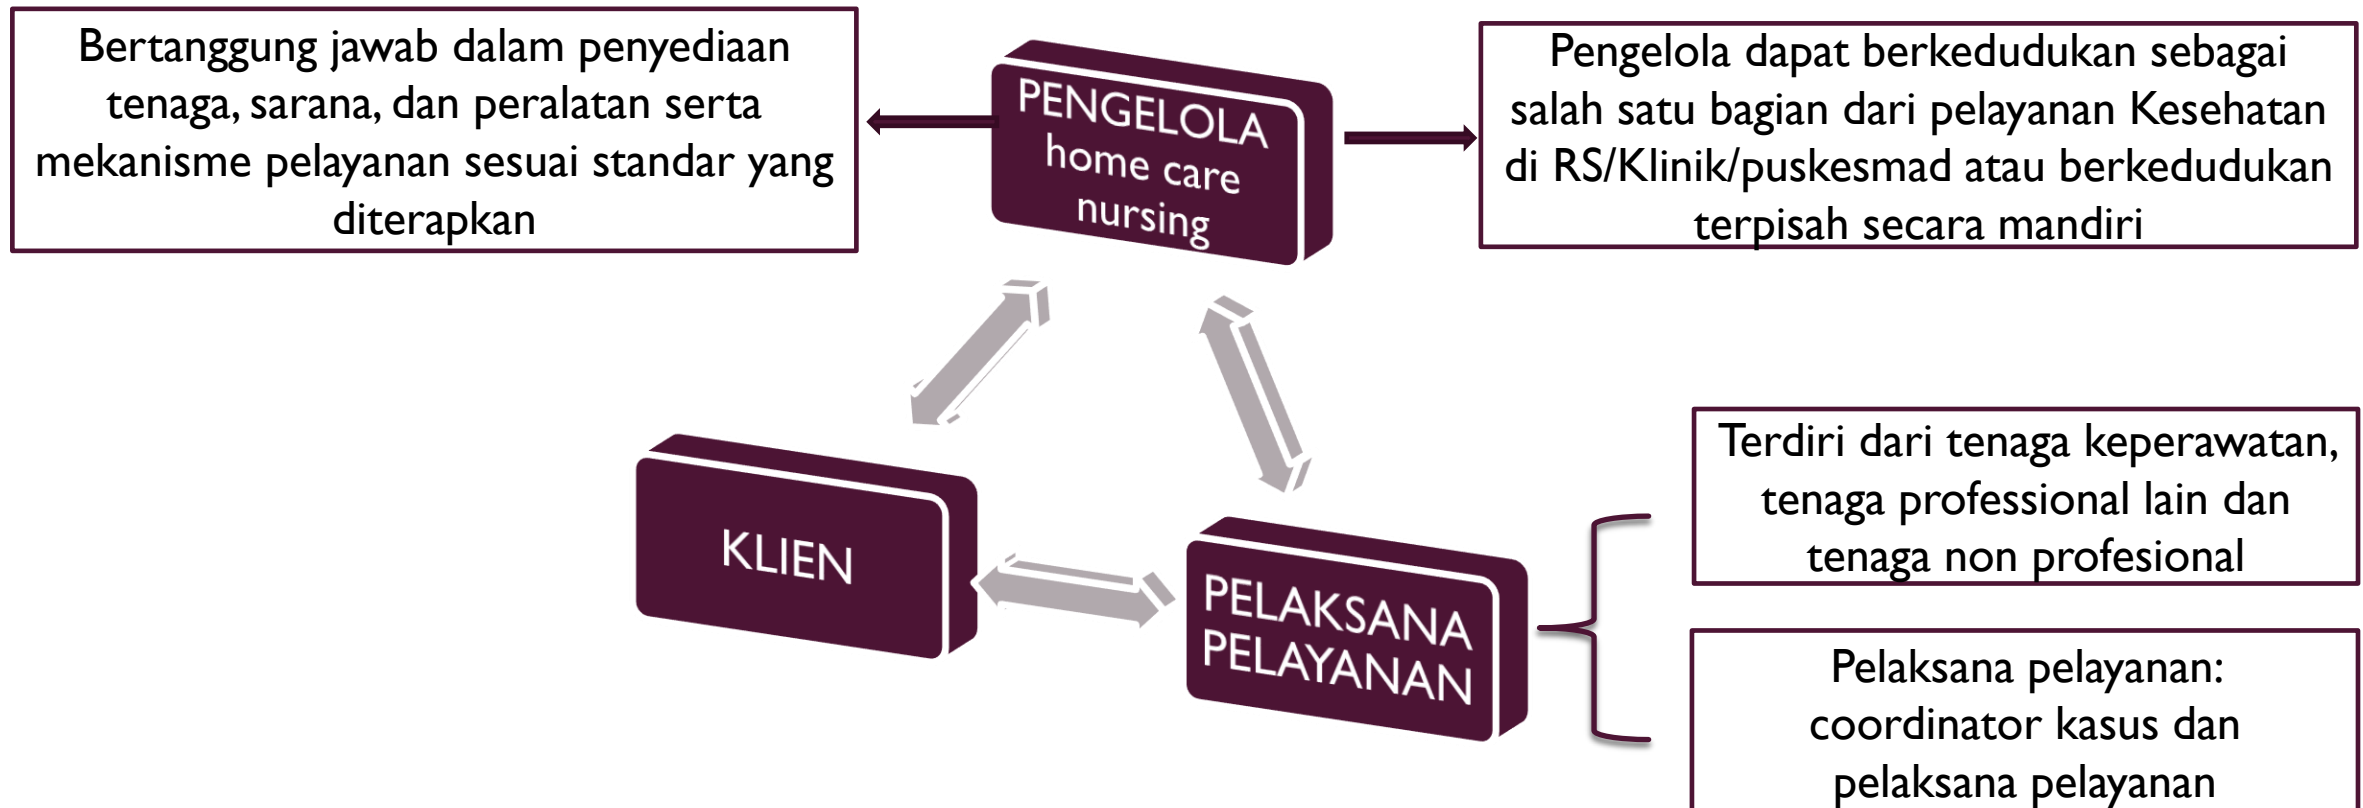 Bertanggung jawab dalam penyediaan
tenaga, sarana, dan peralatan serta
mekanisme pelayanan sesuai standar yang
diterapkan
PENGELOLA
home care
nursing
Pengelola dapat berkedudukan sebagai
salah satu bagian dari pelayanan Kesehatan
di RS/Klinik/puskesmad atau berkedudukan
terpisah secara mandiri
KLIEN
PELAKSANA
PELAYANAN
Terdiri dari tenaga keperawatan,
tenaga professional lain dan
tenaga non profesional
Pelaksana pelayanan:
coordinator kasus dan
pelaksana pelayanan